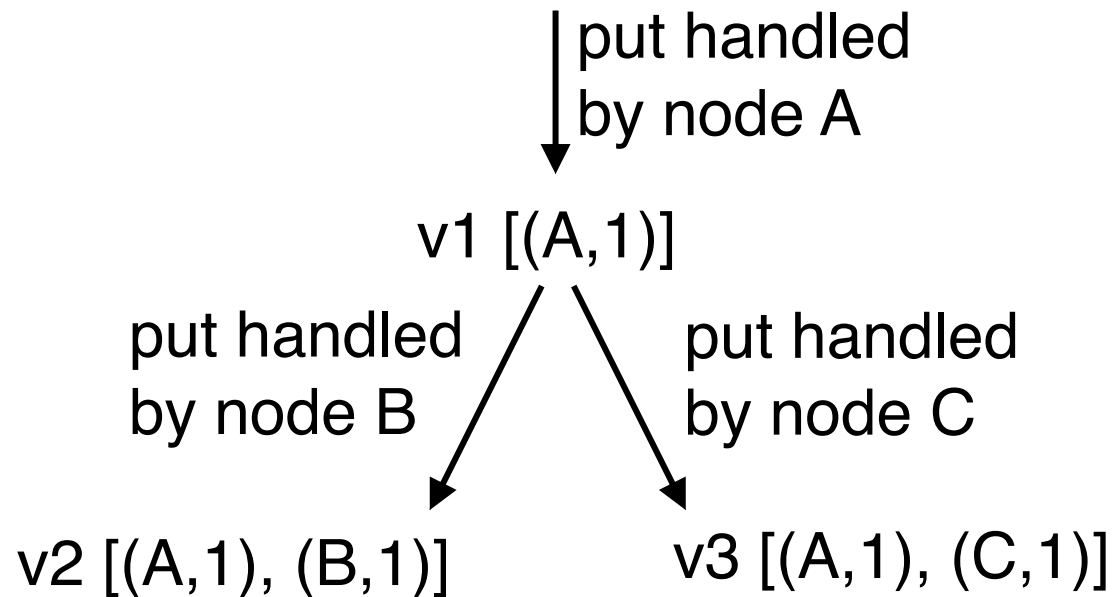 put handled
by node A
v1 [(A,1)]
put handled
by node B
put handled
by node C
v2 [(A,1), (B,1)]
v3 [(A,1), (C,1)]